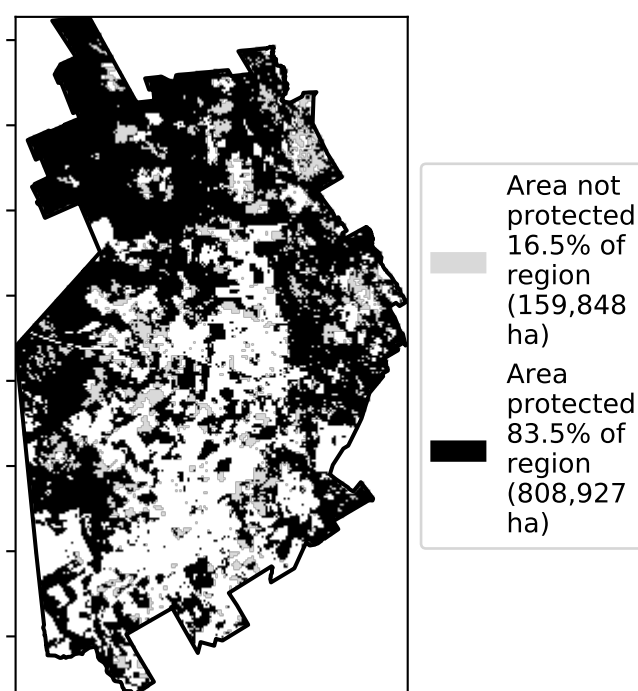 Area not
protected
16.5% of
region
(159,848
ha)
Area
protected
83.5% of
region
(808,927
ha)